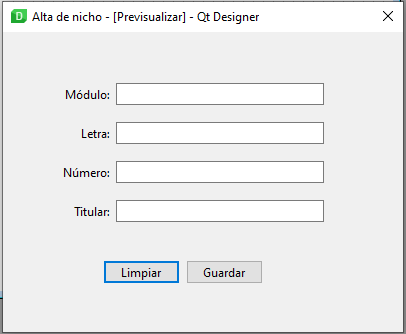 Alta de nicho - [Previsualizar] - Qt Designer
Módulo:
Letra:
Número:
Titular:
Limpiar Guardar